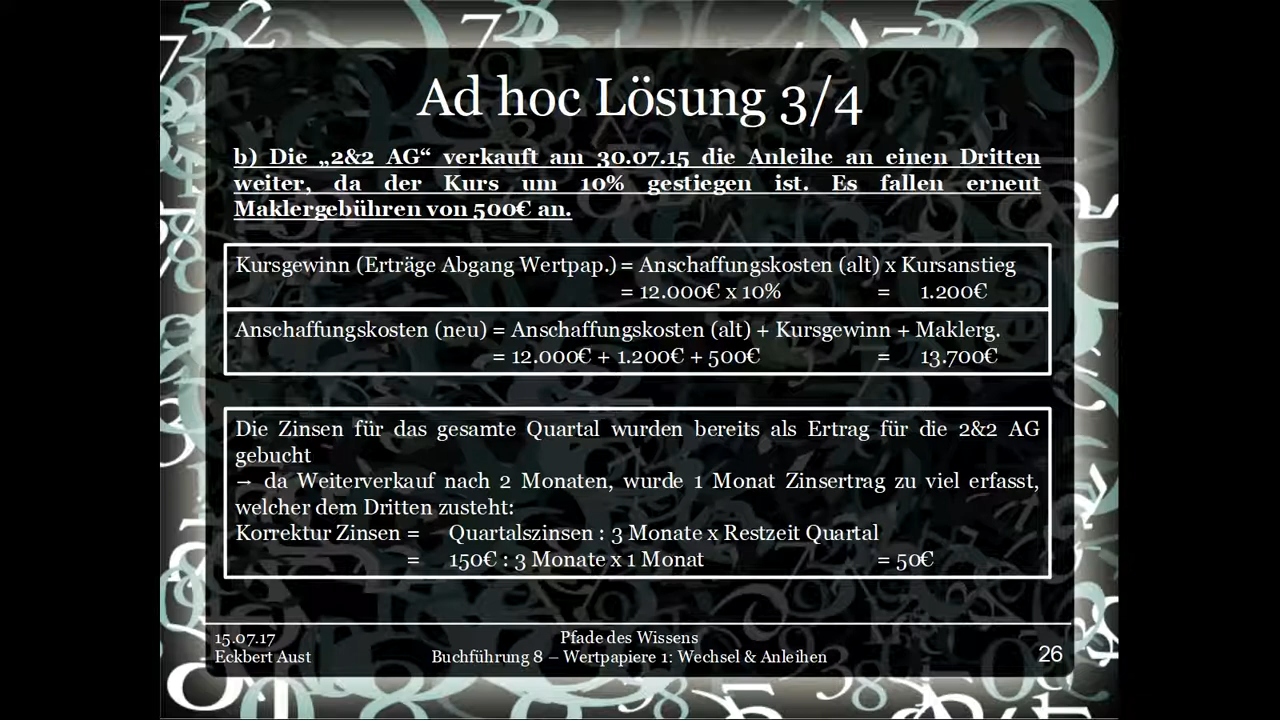 Ad hoc Lösung 3/4
b) Die „2&2 AG“ verkauft am 30.07.15 die Anleihe an einen Dritten
weiter, da der Kurs um 10% gestiegen ist. Es fallen erneut
Maklergebühren von 500€ an.
Kursgewinn (Erträge Abgang Wertpap.) = Anschaffungskosten (alt) x Kursanstieg
= 12.000€ x 10% = 1.200€
Anschaffungskosten (neu) = Anschaffungskosten (alt) + Kursgewinn + Maklerg.
= 12.000€ + 1.200€ + 500€ = 13.700€
Die Zinsen für das gesamte Quartal wurden bereits als Ertrag für die 2&2 AG
gebucht
→ da Weiterverkauf nach 2 Monaten, wurde 1 Monat Zinsertrag zu viel erfasst,
welcher dem Dritten zusteht:
Korrektur Zinsen = Quartalszinsen : 3 Monate x Restzeit Quartal
= 150€ : 3 Monate x 1 Monat = 50€
15.07.17 Pfade des Wissens
Eckbert Aust Buchführung 8 – Wertpapiere 1: Wechsel & Anleihen 26